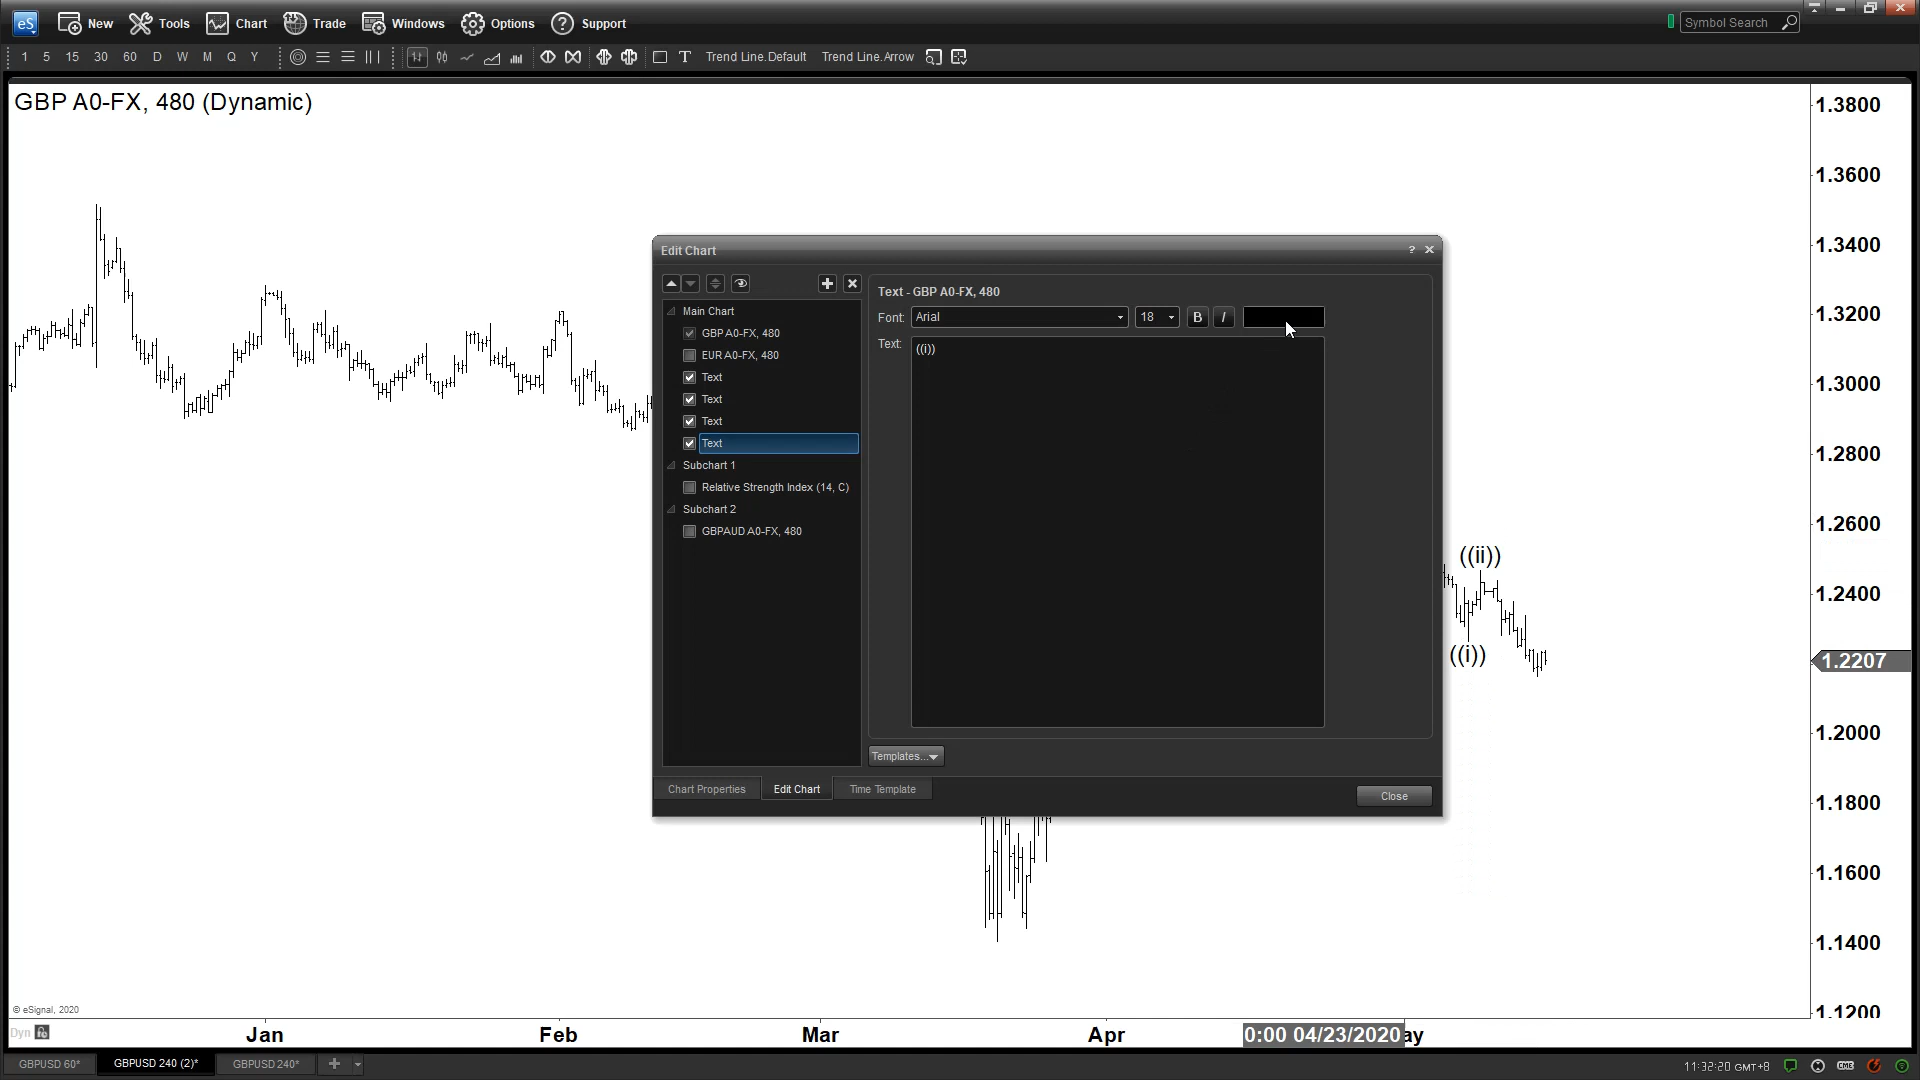 eS New Tools Chart Trade Windows Options Support Symbol Search
1 5 15 30 60 D W M Q Y T Trend Line.Default Trend Line.Arrow
GBP A0-FX, 480 (Dynamic)
1.3800
1.3600
1.3400
1.3200
1.3000
1.2800
1.2600
1.2400
1.2207
1.2000
1.1800
1.1600
1.1400
1.1200
Edit Chart
Main Chart
GBP A0-FX, 480
EUR A0-FX, 480
Text
Text
Text
Text
Subchart 1
Relative Strength Index (14, C)
Subchart 2
GBPAUD A0-FX, 480
Text - GBP A0-FX, 480
Font: Arial 18 B I
Text: ((i))
Templates...
Chart Properties Edit Chart Time Template Close
((ii))
((i))
© eSignal, 2020
Dyn
Jan Feb Mar Apr 0:00 04/23/2020 ay
GBPUSD 60* GBPUSD 240 (2)* GBPUSD 240* 11:32:20 GMT+8 CME